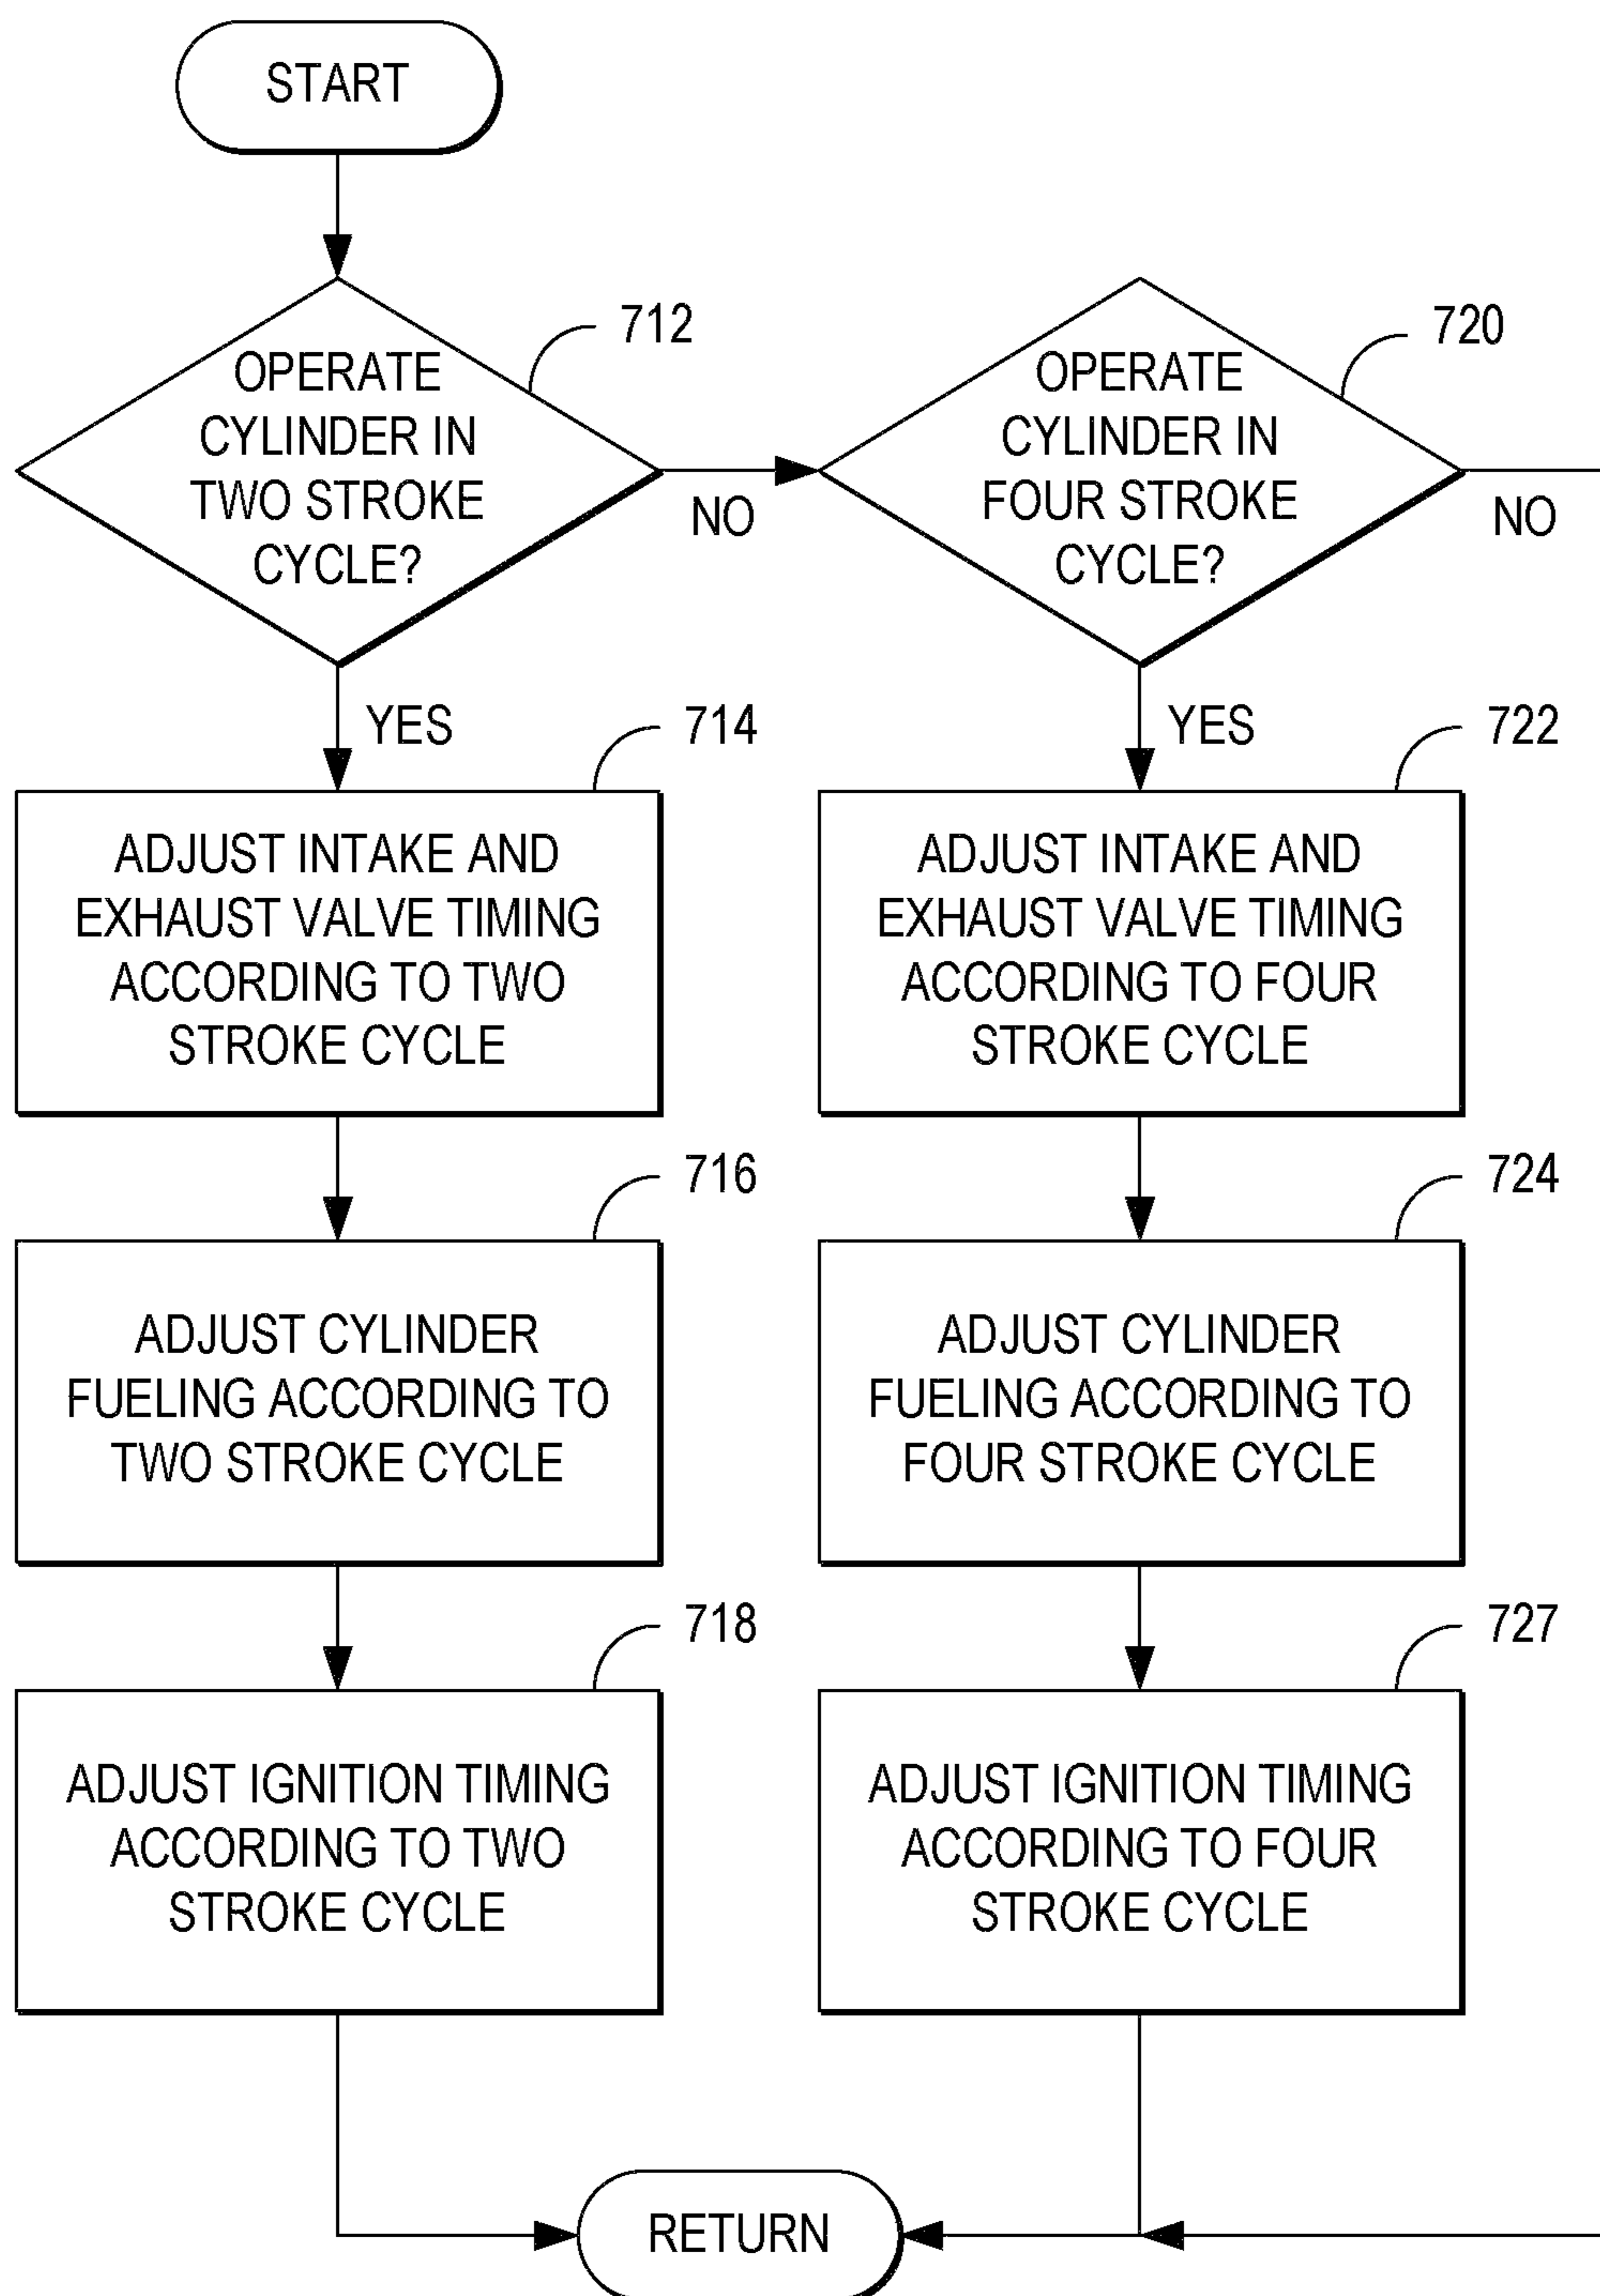 START
712
OPERATE
CYLINDER IN
TWO STROKE
CYCLE?
NO
YES
720
OPERATE
CYLINDER IN
FOUR STROKE
CYCLE?
NO
YES
714
ADJUST INTAKE AND
EXHAUST VALVE TIMING
ACCORDING TO TWO
STROKE CYCLE
722
ADJUST INTAKE AND
EXHAUST VALVE TIMING
ACCORDING TO FOUR
STROKE CYCLE
716
ADJUST CYLINDER
FUELING ACCORDING TO
TWO STROKE CYCLE
724
ADJUST CYLINDER
FUELING ACCORDING TO
FOUR STROKE CYCLE
718
ADJUST IGNITION TIMING
ACCORDING TO TWO
STROKE CYCLE
727
ADJUST IGNITION TIMING
ACCORDING TO FOUR
STROKE CYCLE
RETURN